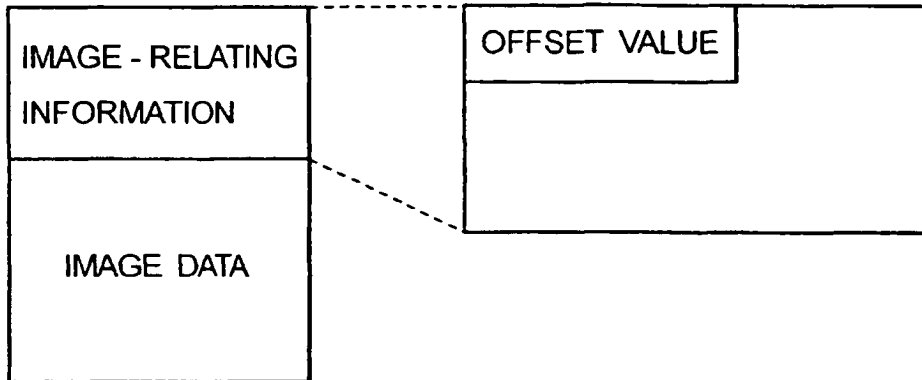 IMAGE - RELATING
INFORMATION
OFFSET VALUE
IMAGE DATA